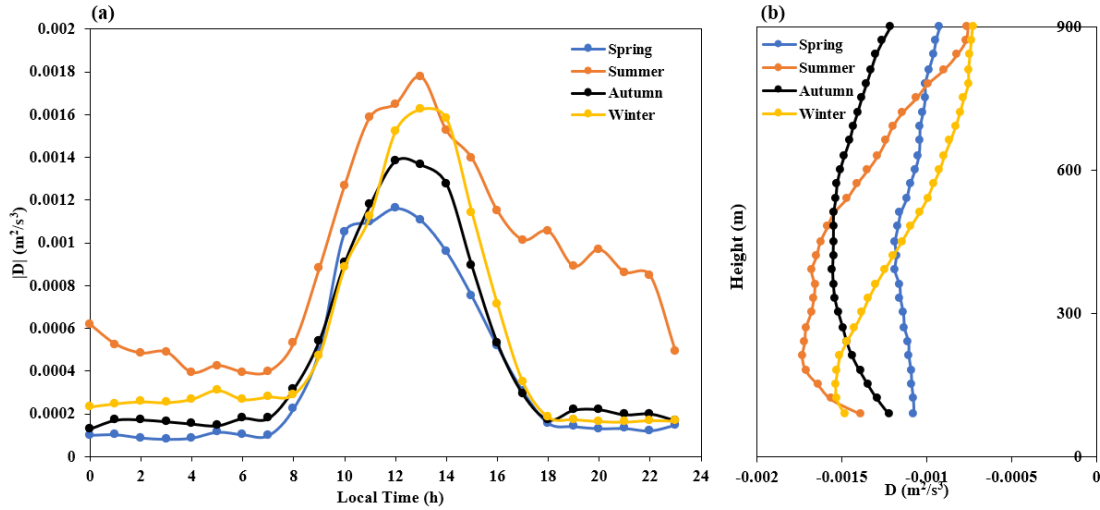 (a)
0.002
0.0018
0.0016
0.0014
0.0012
0.001
0.0008
0.0006
0.0004
0.0002
0
|D| (m²/s³)
0 2 4 6 8 10 12 14 16 18 20 22 24
Local Time (h)
Spring
Summer
Autumn
Winter
(b)
Spring
Summer
Autumn
Winter
900
600
300
0
Height (m)
-0.002 -0.0015 -0.001 -0.0005
D (m²/s³)